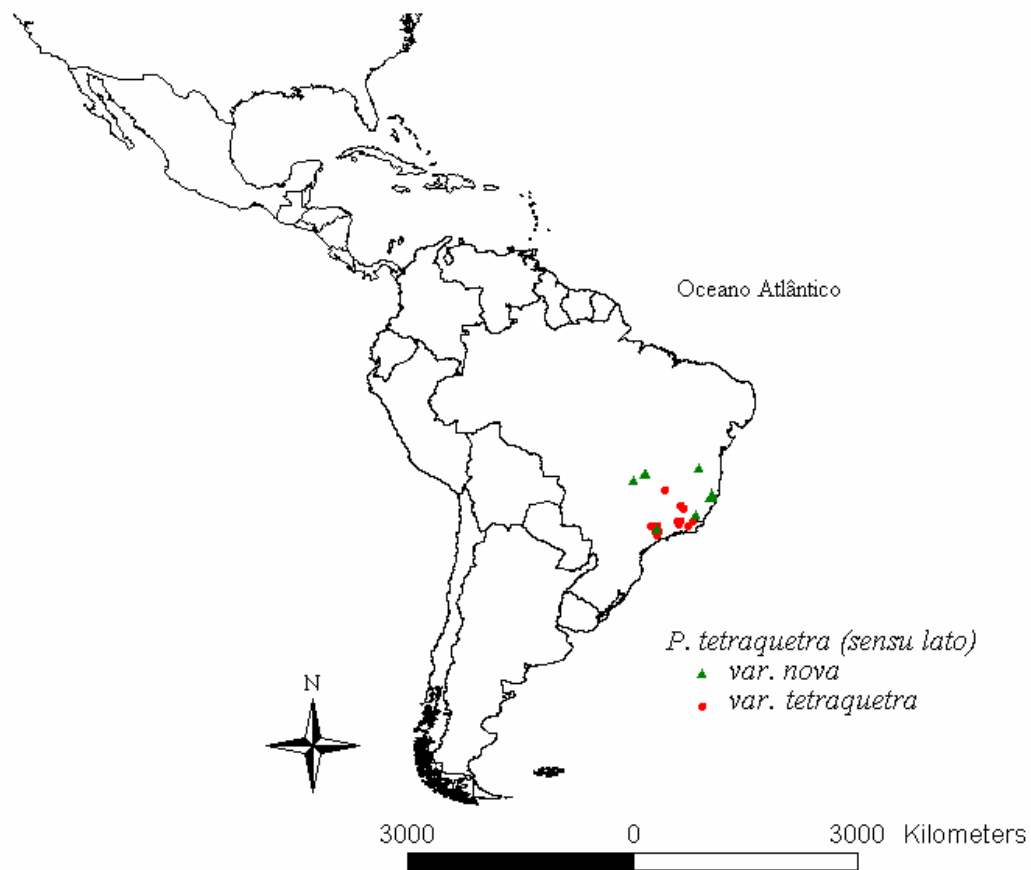 Oceano Atlântico
P. tetraquetra (sensu lato)
var. nova
var. tetraquetra
N
3000 0 3000 Kilometers